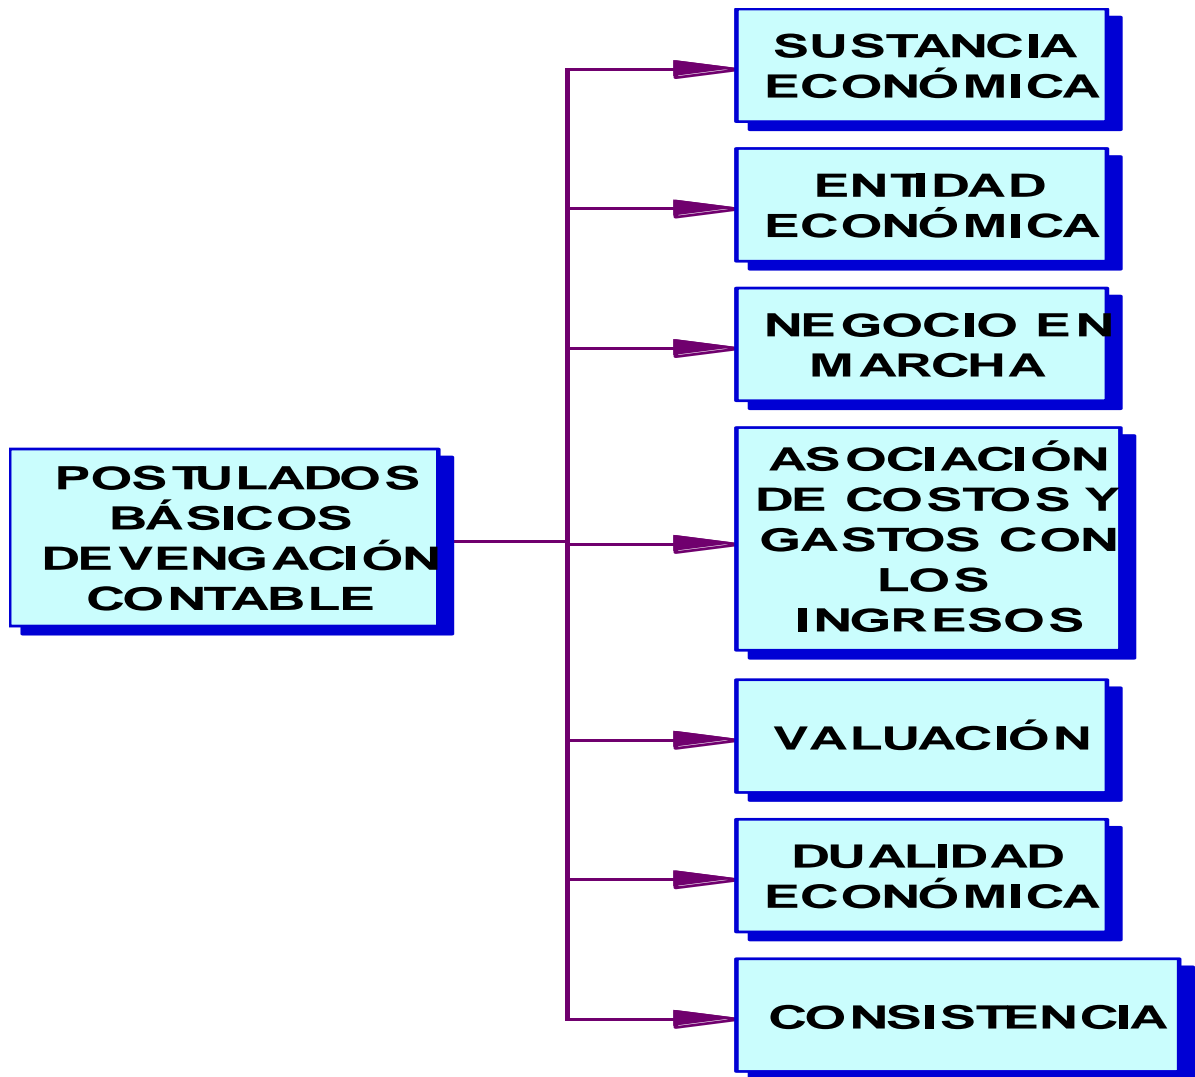 POSTULADOS
BÁSICOS
DEVENGACIÓN
CONTABLE
SUSTANCIA
ECONÓMICA
ENTIDAD
ECONÓMICA
NEGOCIO EN
MARCHA
ASOCIACIÓN
DE COSTOS Y
GASTOS CON
LOS
INGRESOS
VALUACIÓN
DUALIDAD
ECONÓMICA
CONSISTENCIA